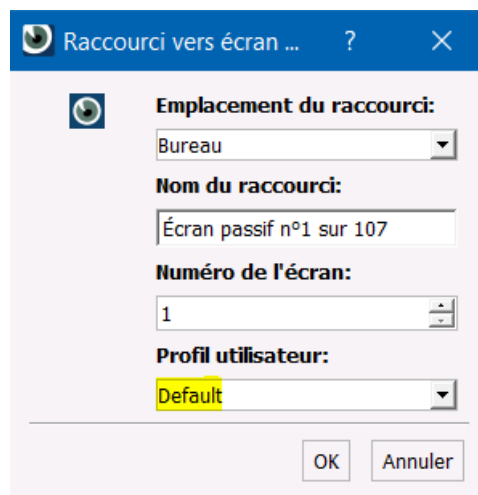 Raccourci vers écran ... ?
Emplacement du raccourci:
Bureau
Nom du raccourci:
Écran passif n°1 sur 107
Numéro de l'écran:
1
Profil utilisateur:
Default
OK Annuler